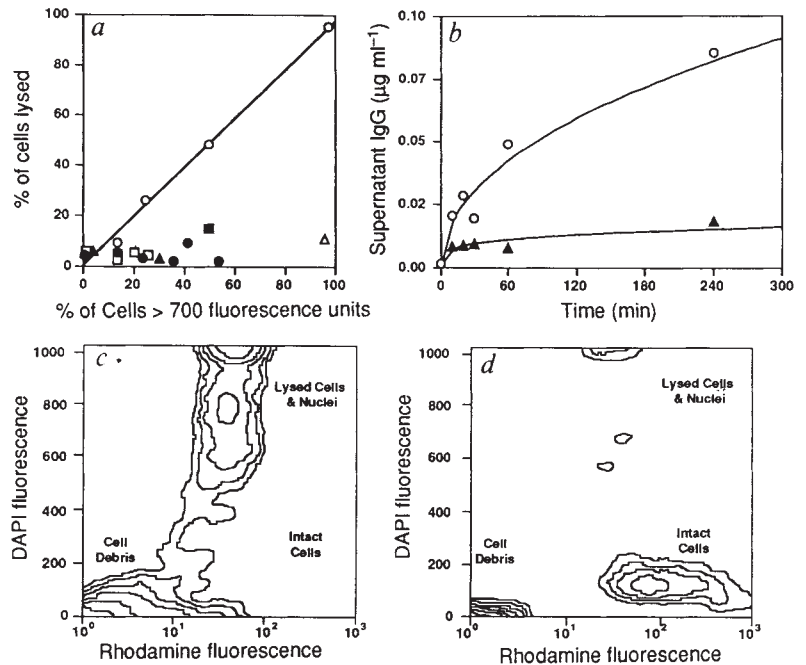 a
% of cells lysed
100
80
60
40
20
0
0 20 40 60 80 100
% of Cells > 700 fluorescence units
b
Supernatant IgG (µg ml⁻¹)
0.10
0.07
0.05
0.02
0.00
0 60 120 180 240 300
Time (min)
c
DAPI fluorescence
1000
800
600
400
200
0
Lysed Cells
& Nuclei
Cell
Debris
Intact
Cells
10⁰ 10¹ 10² 10³
Rhodamine fluorescence
d
DAPI fluorescence
1000
800
600
400
200
0
Lysed Cells
& Nuclei
Intact
Cells
Cell
Debris
10⁰ 10¹ 10² 10³
Rhodamine fluorescence